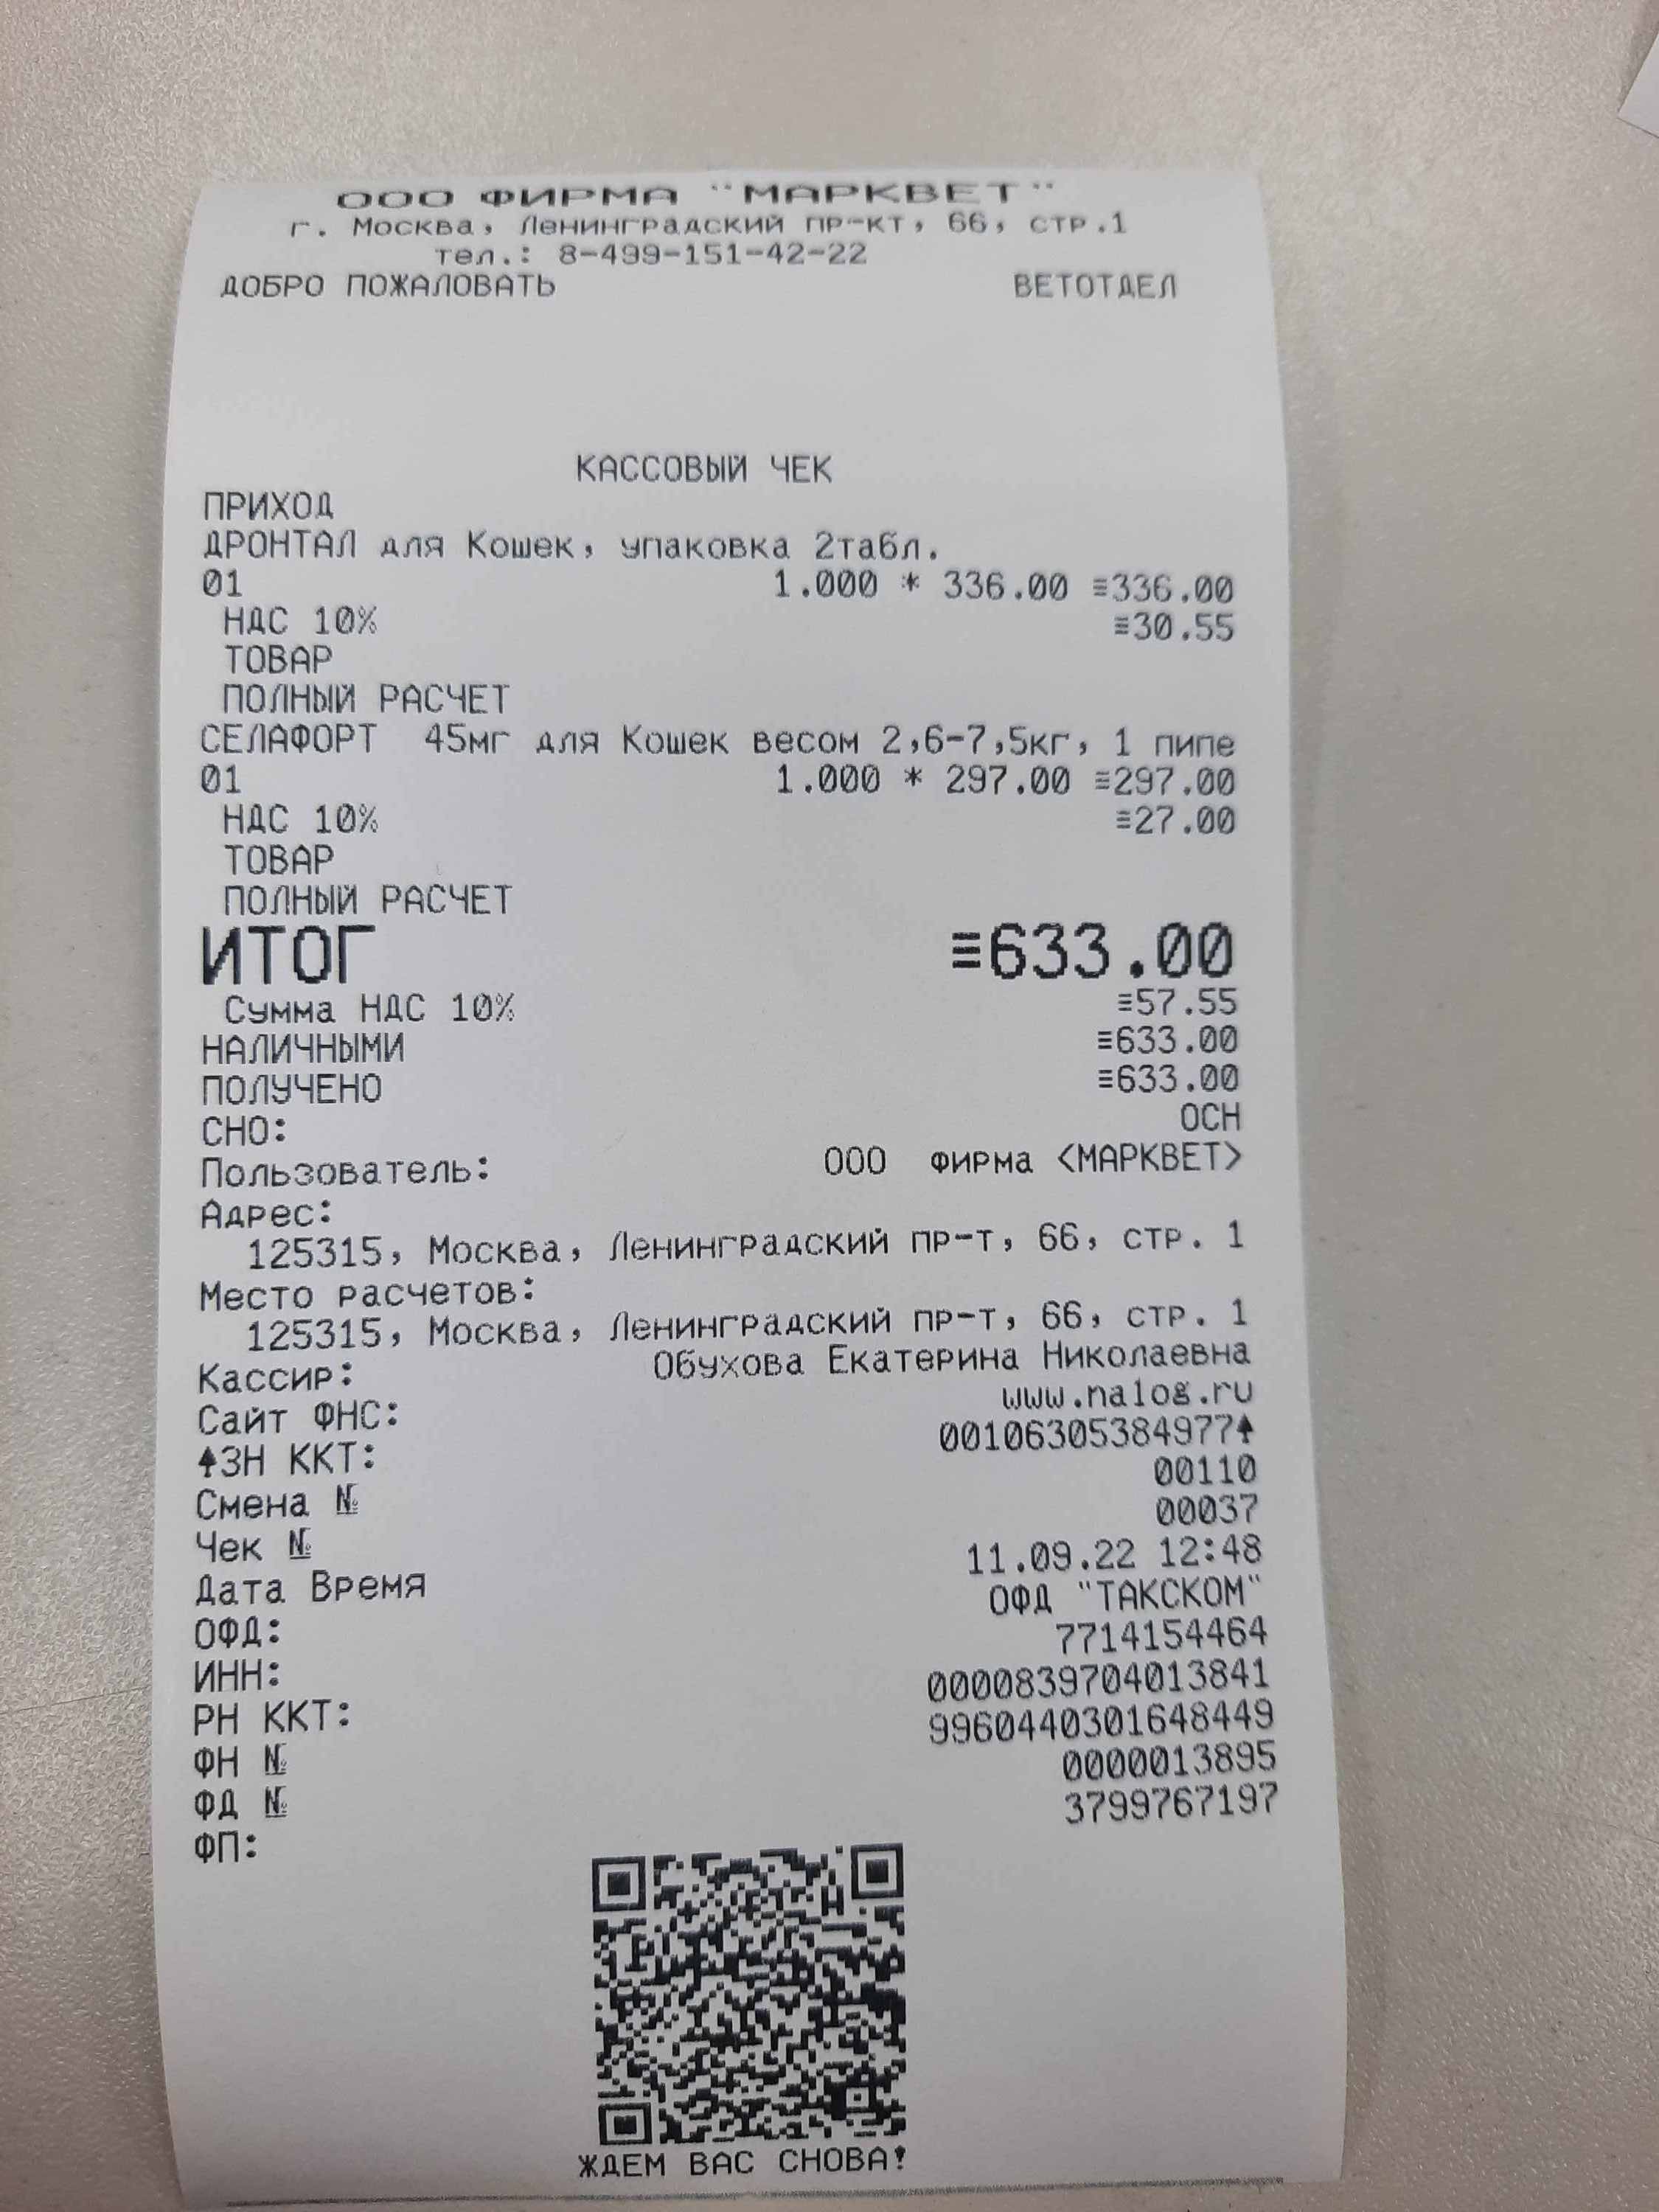 ООО ФИРМА "МАРКВЕТ"
г. Москва, Ленинградский пр-кт, 66, стр.1
тел.: 8-499-151-42-22
ДОБРО ПОЖАЛОВАТЬ ВЕТОТДЕЛ
КАССОВЫЙ ЧЕК
ПРИХОД
ДРОНТАЛ для Кошек, упаковка 2табл.
01 1.000 * 336.00 ≡336.00
НДС 10% ≡30.55
ТОВАР
ПОЛНЫЙ РАСЧЕТ
СЕЛАФОРТ 45мг для Кошек весом 2,6-7,5кг, 1 пипе
01 1.000 * 297.00 ≡297.00
НДС 10% ≡27.00
ТОВАР
ПОЛНЫЙ РАСЧЕТ
ИТОГ ≡633.00
Сумма НДС 10% ≡57.55
НАЛИЧНЫМИ ≡633.00
ПОЛУЧЕНО ≡633.00
СНО: ОСН
Пользователь: ООО фирма <МАРКВЕТ>
Адрес:
125315, Москва, Ленинградский пр-т, 66, стр. 1
Место расчетов:
125315, Москва, Ленинградский пр-т, 66, стр. 1
Кассир: Обухова Екатерина Николаевна
Сайт ФНС: www.nalog.ru
ЗН ККТ: 00106305384977
Смена № 00110
Чек № 00037
Дата Время 11.09.22 12:48
ОФД: ОФД "ТАКСКОМ"
ИНН: 7714154464
РН ККТ: 0000839704013841
ФН № 9960440301648449
ФД № 0000013895
ФП: 3799767197
ЖДЕМ ВАС СНОВА!